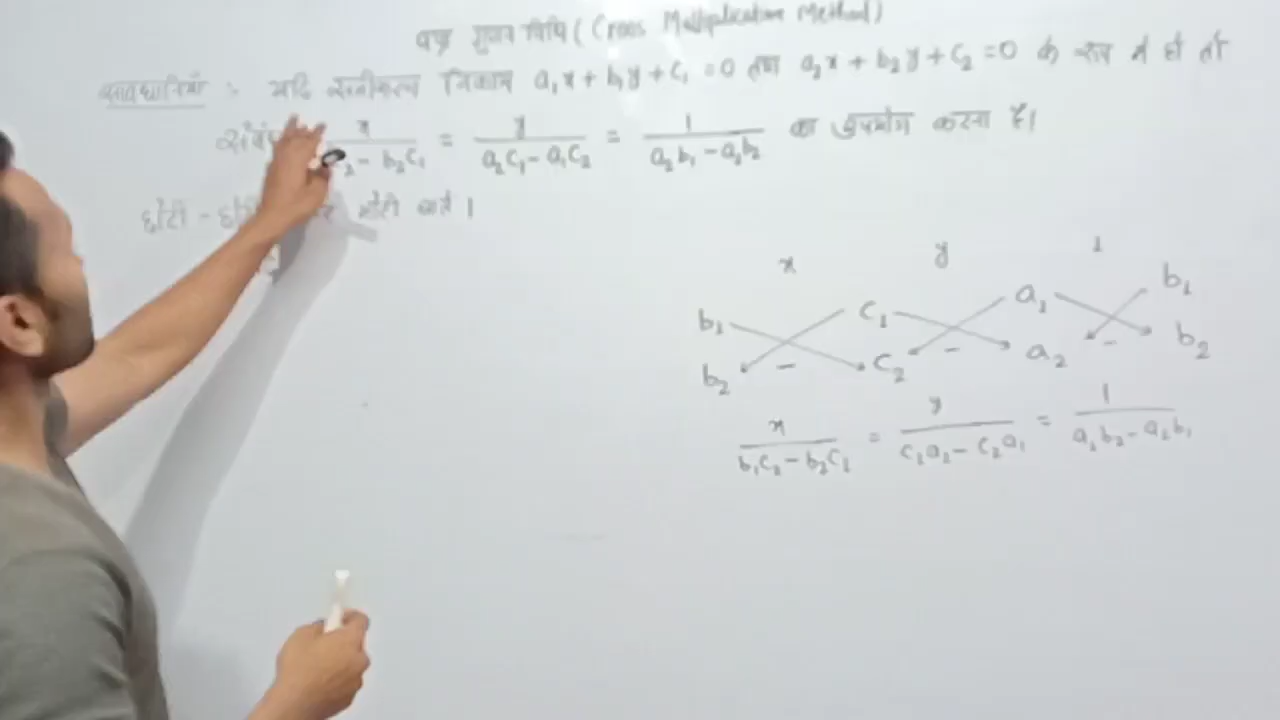 वज्र गुणन विधि (Cross Multiplication Method)
सावधानियाँ :- यदि समीकरण निकाय a₁x + b₁y + c₁ = 0 तथा a₂x + b₂y + c₂ = 0 के रूप में हो तो
x/ ₂ - b₂c₁ = y/(a₂c₁ - a₁c₂) = 1/(a₂b₁ - a₁b₂) का उपयोग करना है।
छोटी - मोटी बातें।
x y 1
b₁ c₁ a₁ b₁
b₂ - c₂ - a₂ - b₂
x/(b₁c₂ - b₂c₁) = y/(c₁a₂ - c₂a₁) = 1/(a₁b₂ - a₂b₁)